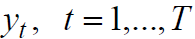 y_t, t = 1,...,T